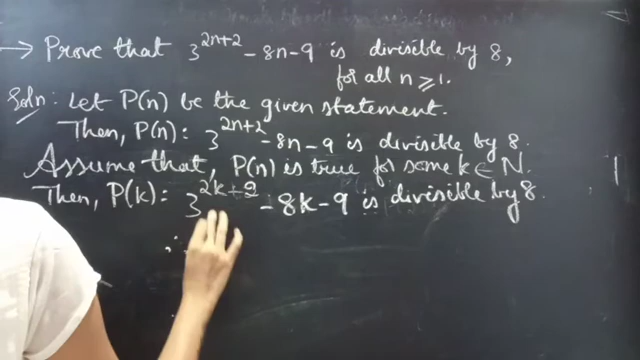 → Prove that 3^{2n+2} - 8n - 9 is divisible by 8,
for all n ⩾ 1.
Soln: Let P(n) be the given statement.
Then, P(n): 3^{2n+2} - 8n - 9 is divisible by 8.
Assume that, P(n) is true for some k ∈ N.
Then, P(k): 3^{2k+2} - 8k - 9 is divisible by 8.
∴